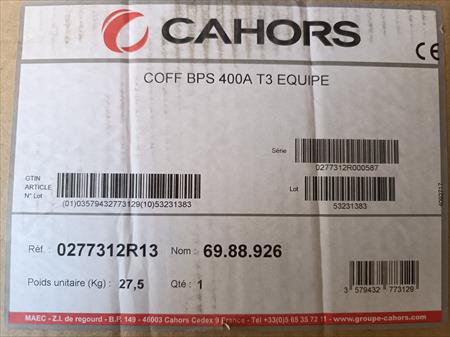 CAHORS
CE
COFF BPS 400A T3 EQUIPE
Série
0277312R000587
GTIN
ARTICLE
N° Lot
(01)03579432773129(10)53231383
Lot
53231383
4092717
Réf. : 0277312R13 Nom : 69.88.926
Poids unitaire (Kg) : 27,5 Qté : 1
3 579432 773129
MAEC - Z.I. de regourd - B.P. 149 - 46003 Cahors Cedex 9 France - Tél +33(0)5 65 35 72 11 - www.groupe-cahors.com